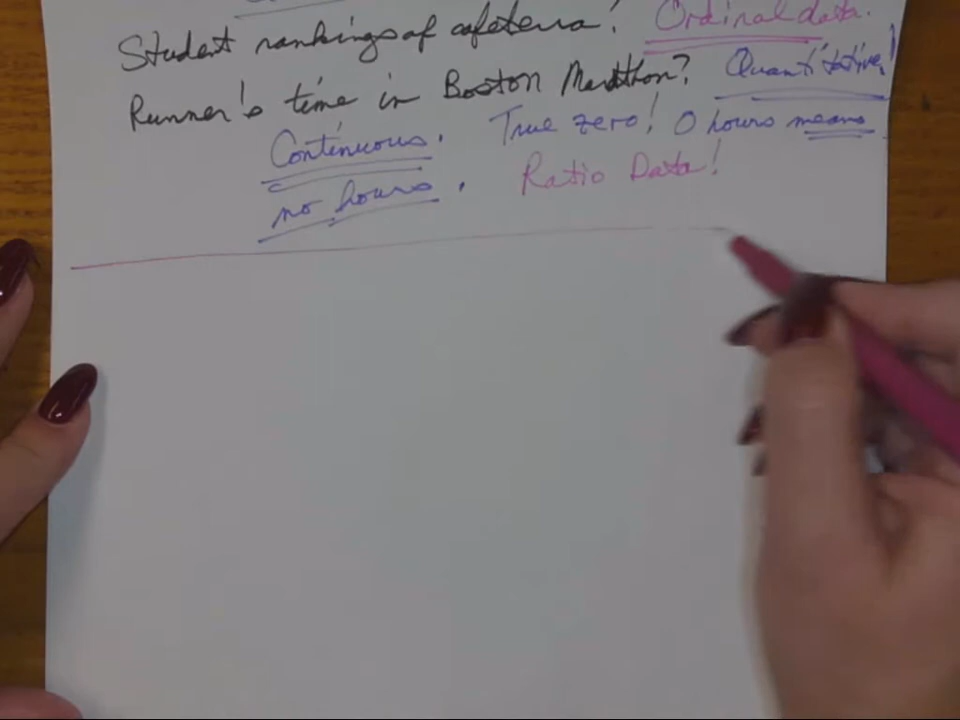 Student rankings of cafeteria? Ordinal data.
Runner's time in Boston Marathon? Quantitative!
Continuous. True zero! 0 hours means
no hours. Ratio Data!